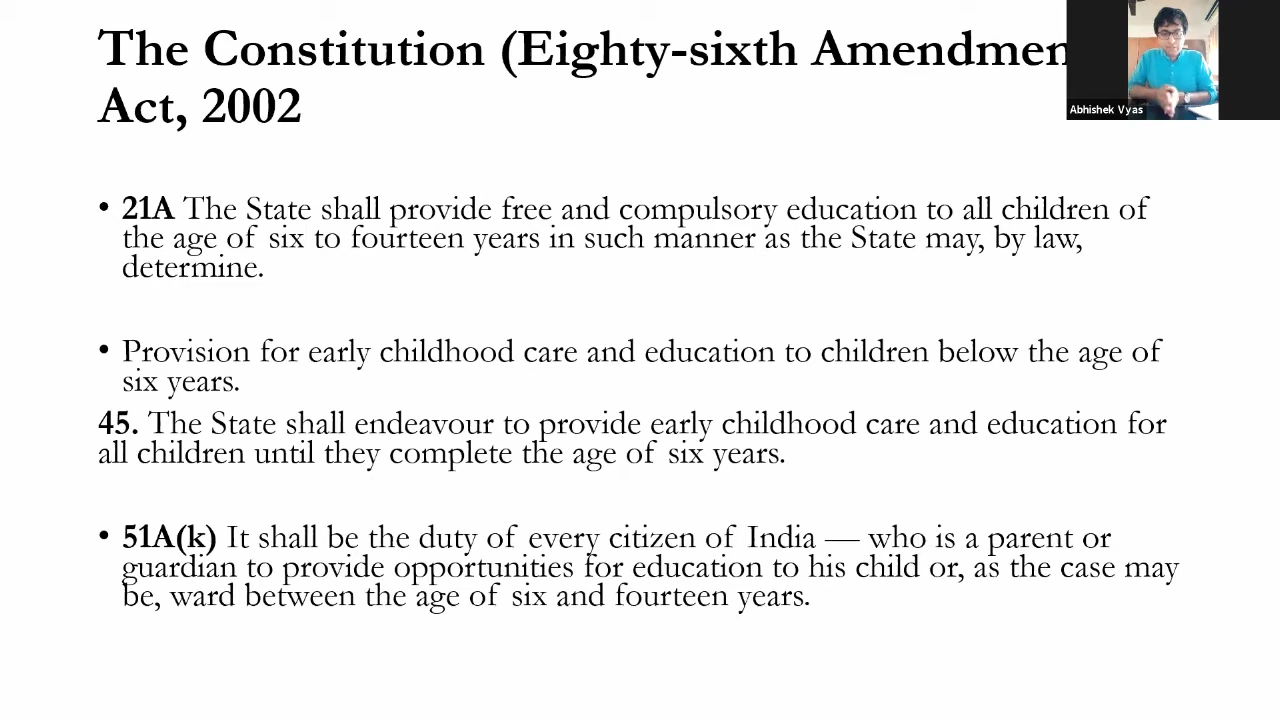 The Constitution (Eighty-sixth Amendmen
Act, 2002
Abhishek Vyas
• 21A The State shall provide free and compulsory education to all children of
the age of six to fourteen years in such manner as the State may, by law,
determine.
• Provision for early childhood care and education to children below the age of
six years.
45. The State shall endeavour to provide early childhood care and education for
all children until they complete the age of six years.
• 51A(k) It shall be the duty of every citizen of India — who is a parent or
guardian to provide opportunities for education to his child or, as the case may
be, ward between the age of six and fourteen years.